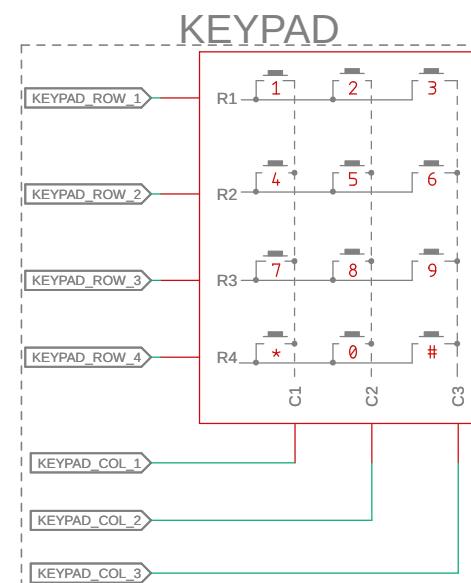 KEYPAD
KEYPAD_ROW_1
R1
1
2
3
KEYPAD_ROW_2
R2
4
5
6
KEYPAD_ROW_3
R3
7
8
9
KEYPAD_ROW_4
R4
*
0
#
C1
C2
C3
KEYPAD_COL_1
KEYPAD_COL_2
KEYPAD_COL_3